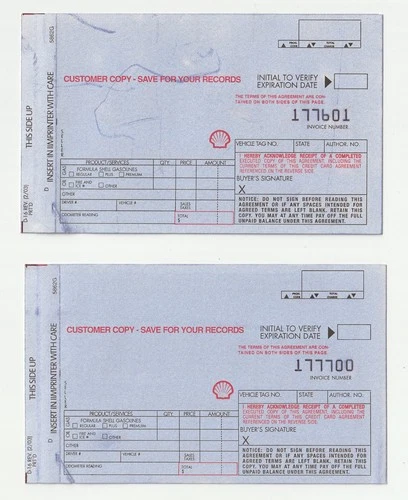 THIS SIDE UP
INSERT IN IMPRINTER WITH CARE
CUSTOMER COPY - SAVE FOR YOUR RECORDS
INITIAL TO VERIFY
EXPIRATION DATE
THE TERMS OF THIS AGREEMENT ARE CON-
TAINED ON BOTH SIDES OF THIS PAGE.
177601
INVOICE NUMBER
VEHICLE TAG NO. STATE AUTHOR. NO.
I HEREBY ACKNOWLEDGE RECEIPT OF A COMPLETED
EXECUTED COPY OF THIS AGREEMENT, INCLUDING THE
CURRENT TERMS OF THE CREDIT CARD AGREEMENT
REFERENCED ON THE REVERSE SIDE.
BUYER'S SIGNATURE
X
NOTICE: DO NOT SIGN BEFORE READING THIS
AGREEMENT OR IF ANY SPACES INTENDED FOR
AGREED TERMS ARE LEFT BLANK. RETAIN THIS
COPY. YOU MAY AT ANY TIME PAY OFF THE FULL
UNPAID BALANCE UNDER THIS AGREEMENT.
PRODUCT/SERVICES QTY. PRICE AMOUNT
FORMULA SHELL GASOLINES
REGULAR PLUS PREMIUM
OTHER
OTHER
DRIVER # VEHICLE # SALES
TAXES
ODOMETER READING TOTAL
$
THIS SIDE UP
INSERT IN IMPRINTER WITH CARE
CUSTOMER COPY - SAVE FOR YOUR RECORDS
INITIAL TO VERIFY
EXPIRATION DATE
THE TERMS OF THIS AGREEMENT ARE CON-
TAINED ON BOTH SIDES OF THIS PAGE.
177700
INVOICE NUMBER
VEHICLE TAG NO. STATE AUTHOR. NO.
I HEREBY ACKNOWLEDGE RECEIPT OF A COMPLETED
EXECUTED COPY OF THIS AGREEMENT, INCLUDING THE
CURRENT TERMS OF THE CREDIT CARD AGREEMENT
REFERENCED ON THE REVERSE SIDE.
BUYER'S SIGNATURE
X
NOTICE: DO NOT SIGN BEFORE READING THIS
AGREEMENT OR IF ANY SPACES INTENDED FOR
AGREED TERMS ARE LEFT BLANK. RETAIN THIS
COPY. YOU MAY AT ANY TIME PAY OFF THE FULL
UNPAID BALANCE UNDER THIS AGREEMENT.
PRODUCT/SERVICES QTY. PRICE AMOUNT
FORMULA SHELL GASOLINES
REGULAR PLUS PREMIUM
OTHER
OTHER
DRIVER # VEHICLE # SALES
TAXES
ODOMETER READING TOTAL
$